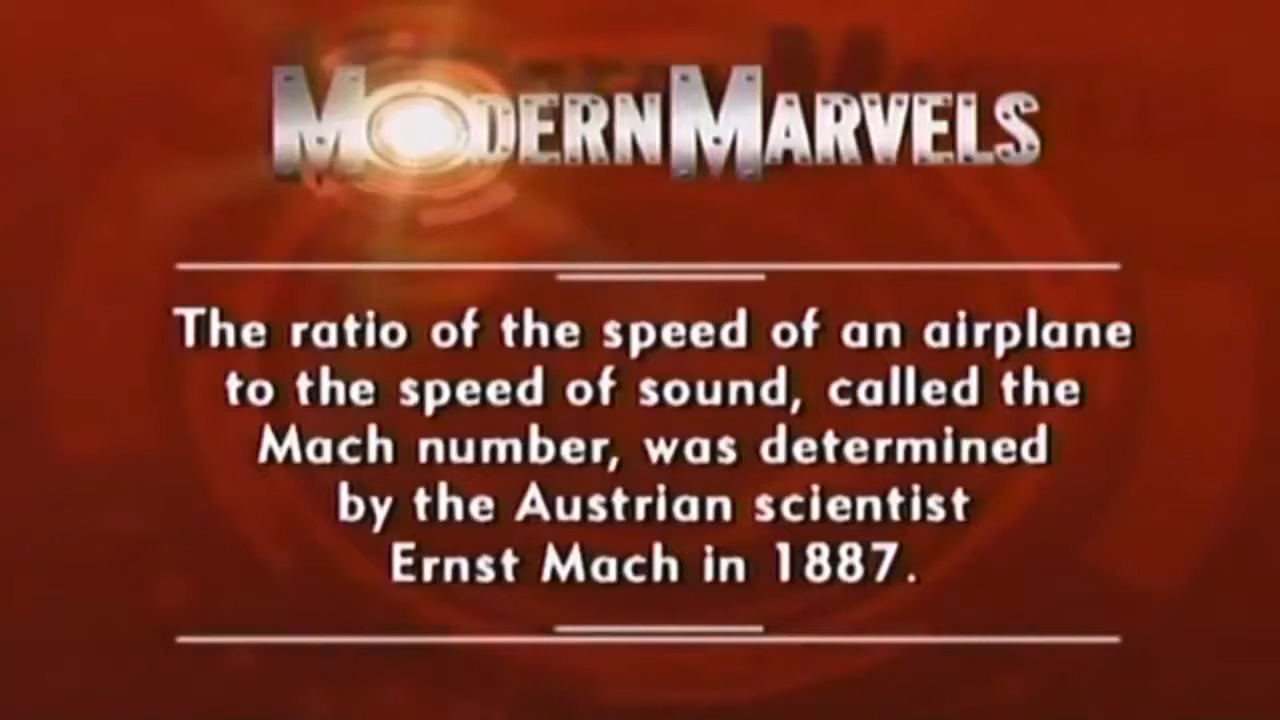 MODERN MARVELS
The ratio of the speed of an airplane
to the speed of sound, called the
Mach number, was determined
by the Austrian scientist
Ernst Mach in 1887.